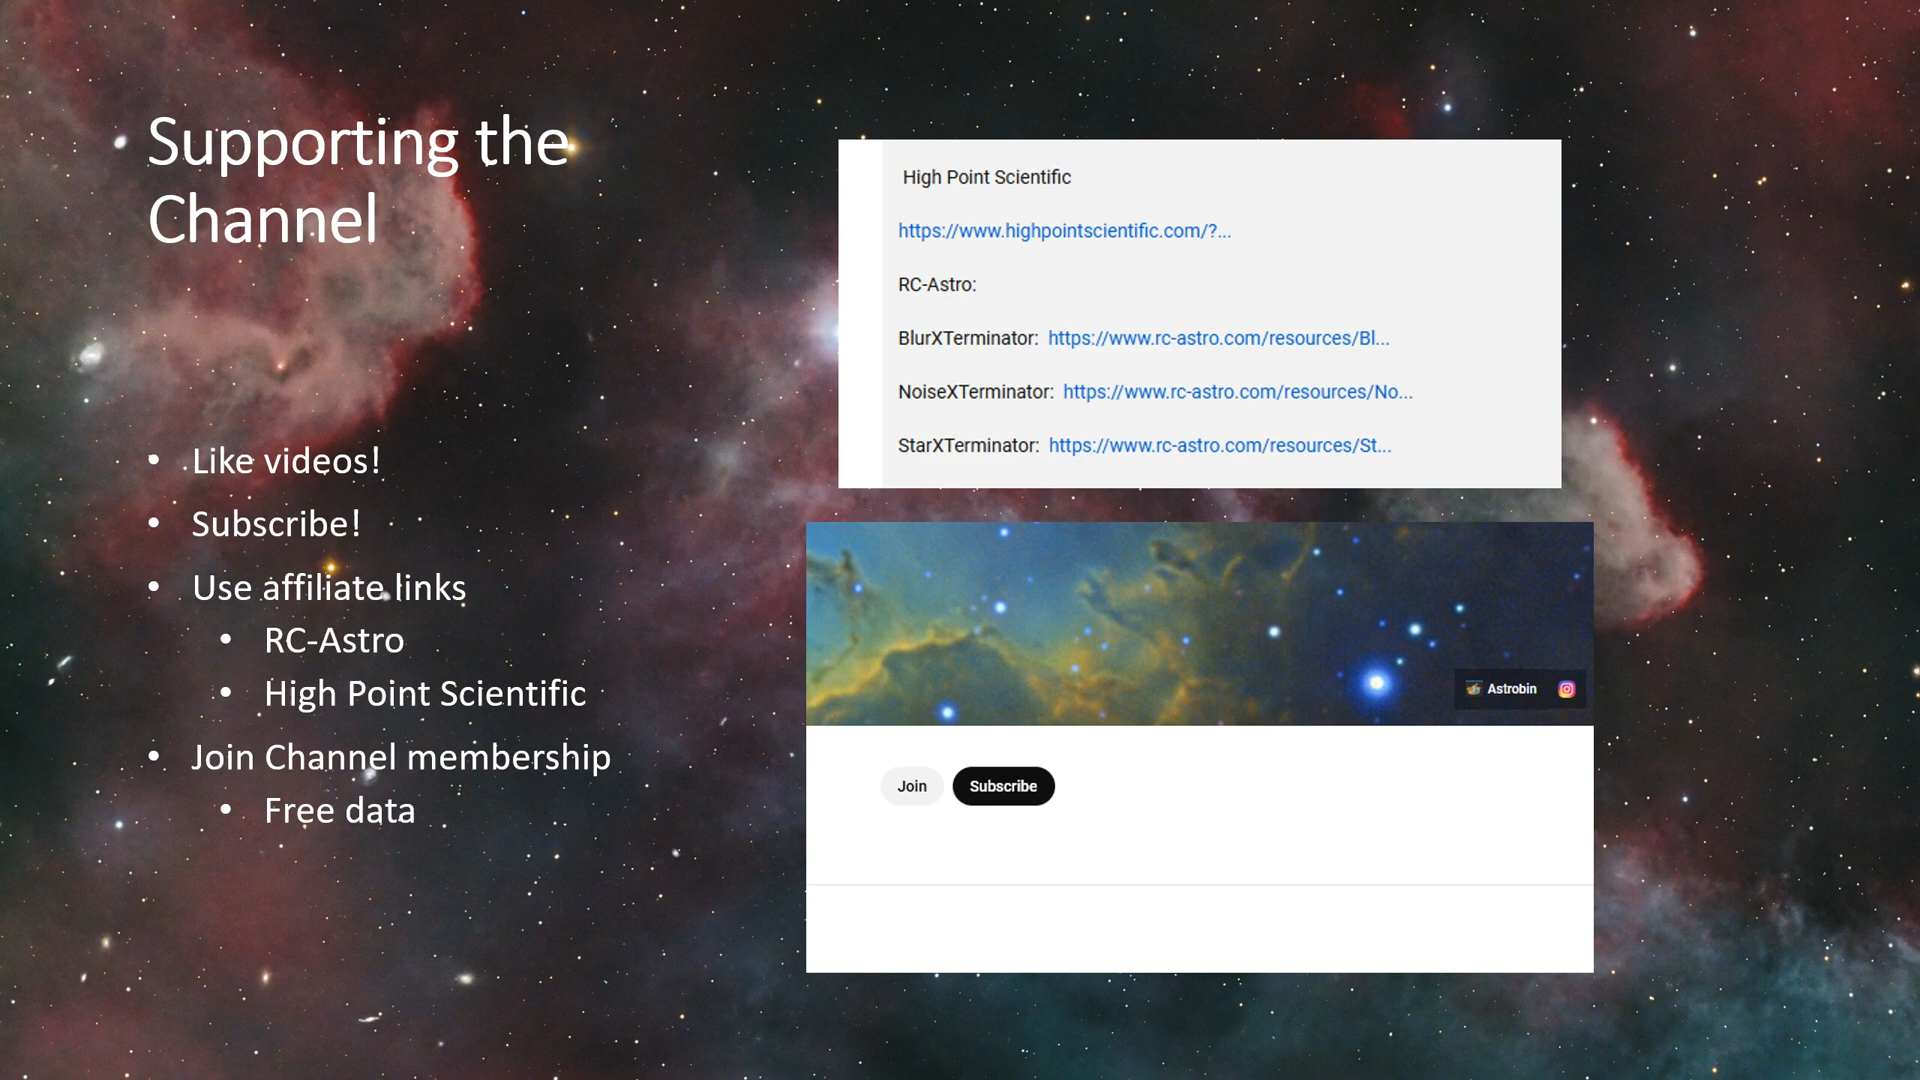 Supporting the
Channel
• Like videos!
• Subscribe!
• Use affiliate links
• RC-Astro
• High Point Scientific
• Join Channel membership
• Free data
High Point Scientific
https://www.highpointscientific.com/?...
RC-Astro:
BlurXTerminator: https://www.rc-astro.com/resources/Bl...
NoiseXTerminator: https://www.rc-astro.com/resources/No...
StarXTerminator: https://www.rc-astro.com/resources/St...
Astrobin
Join Subscribe